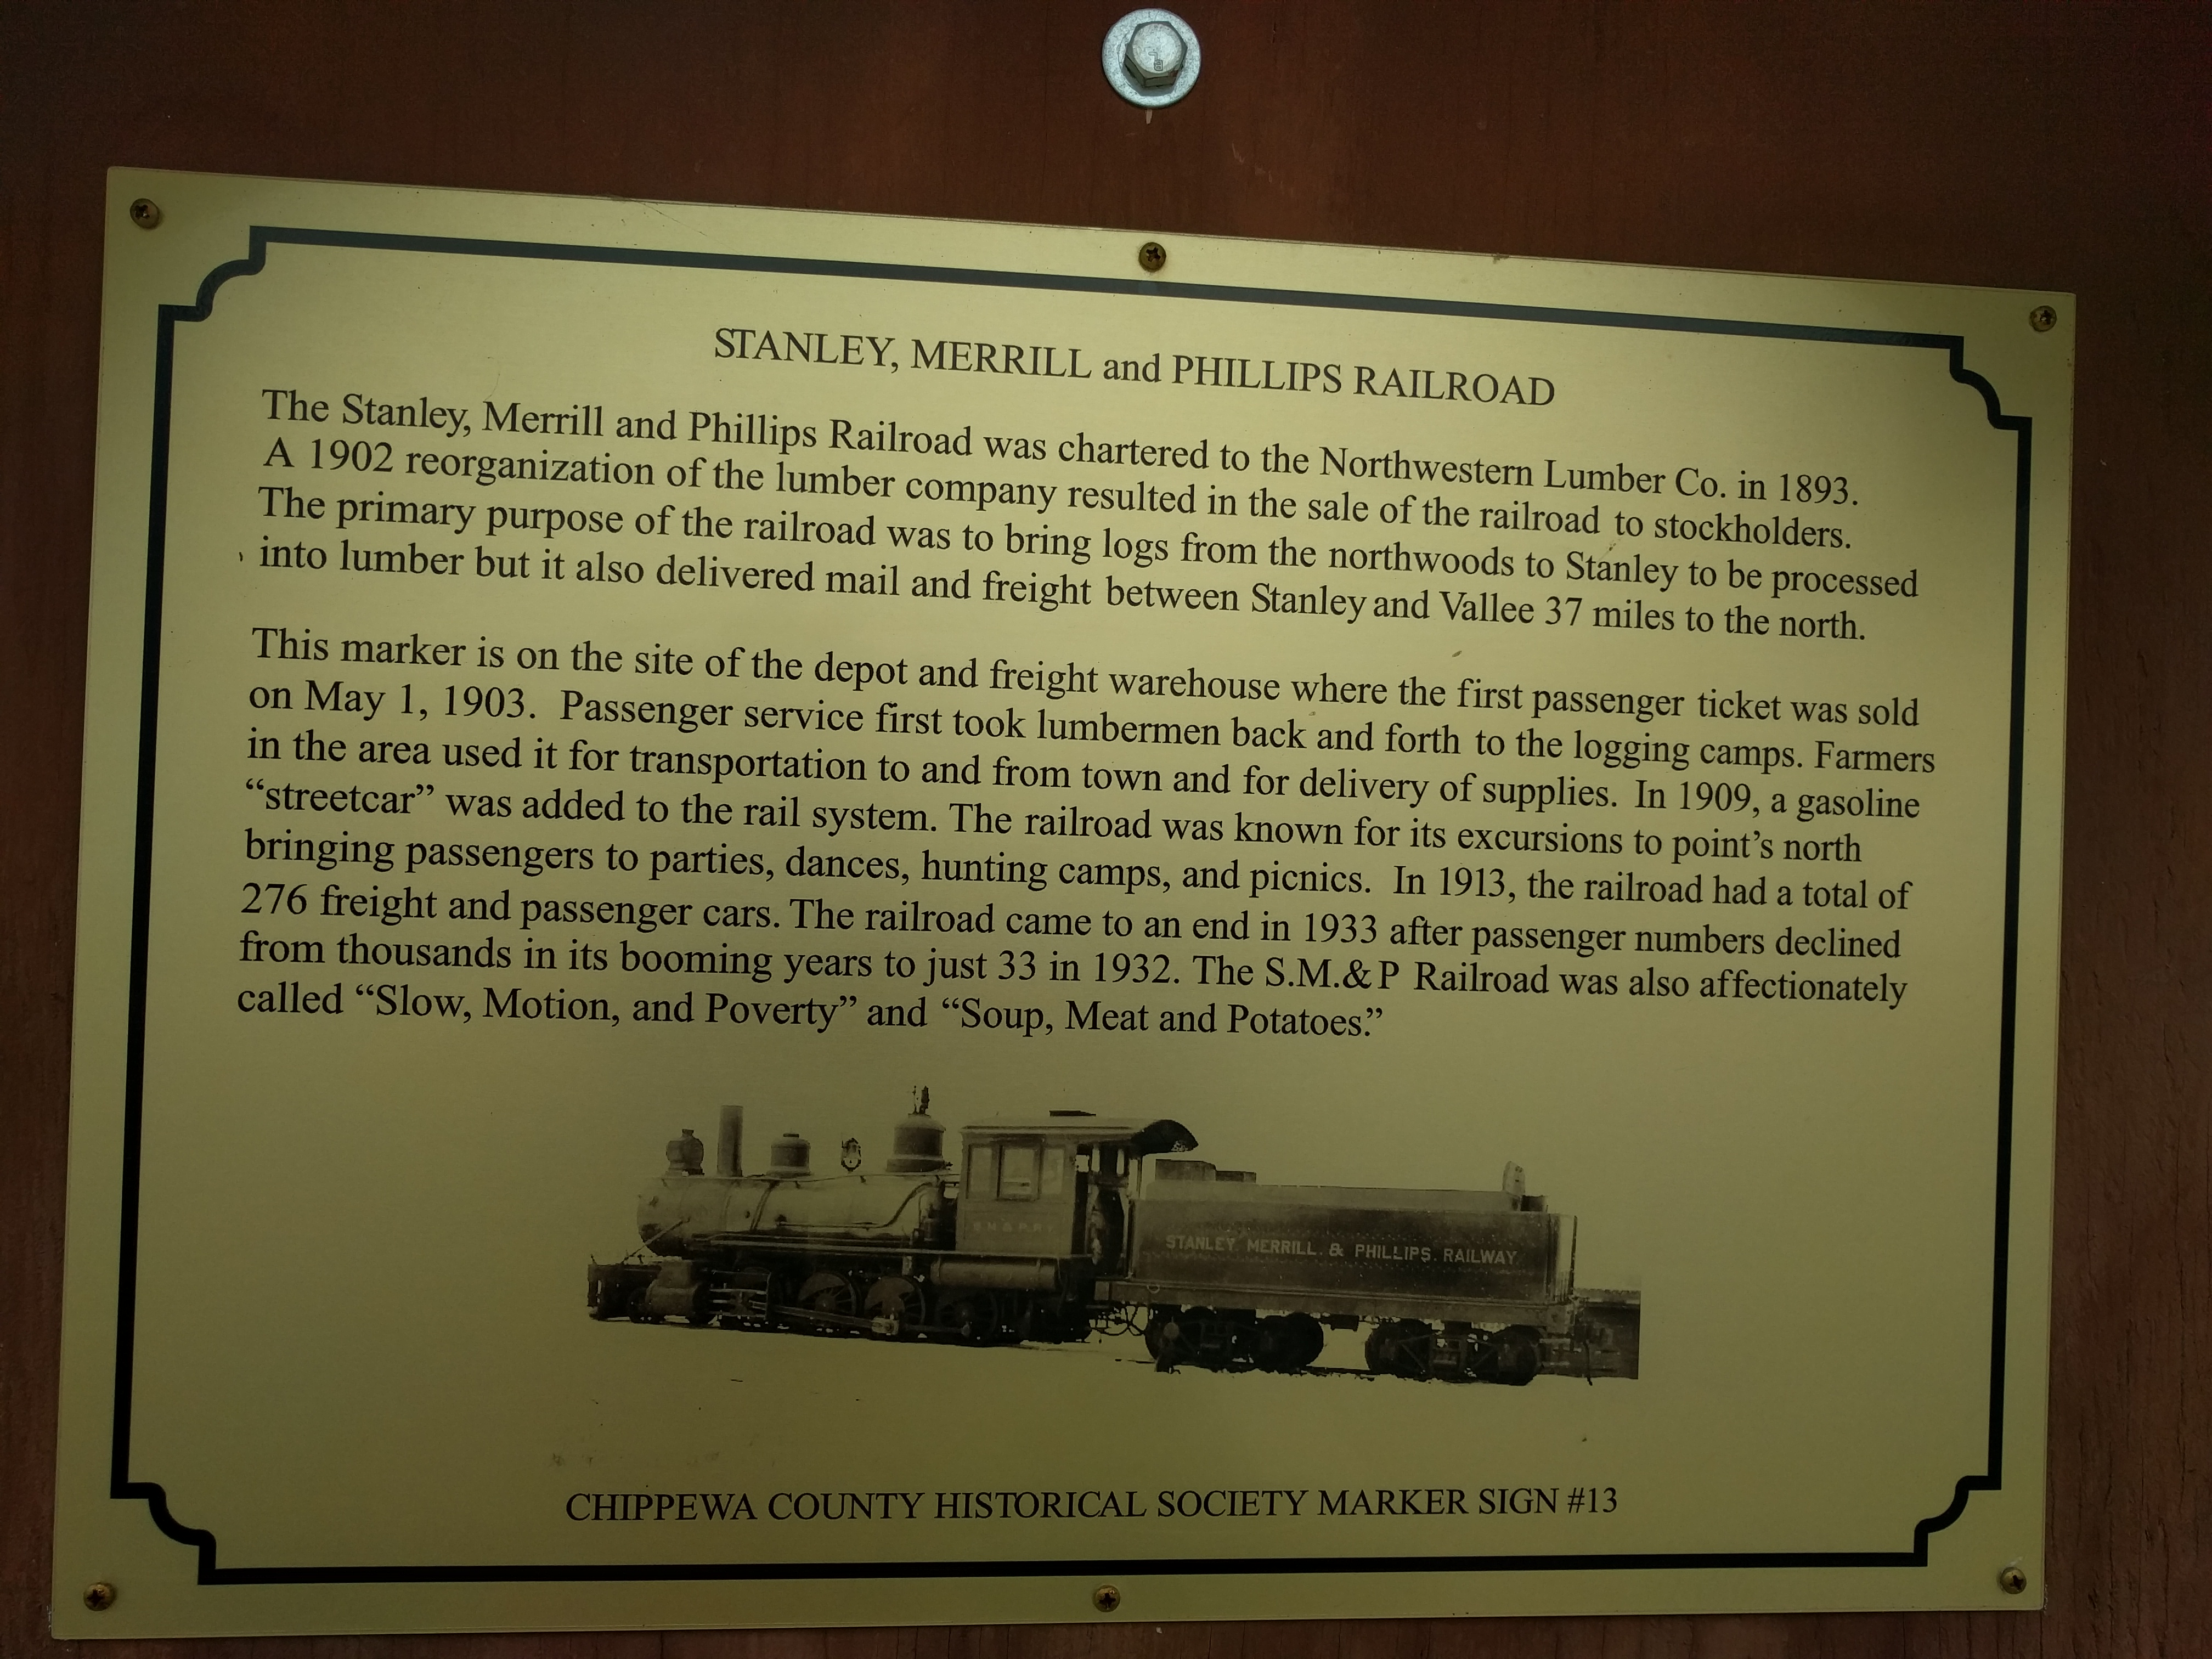 STANLEY, MERRILL and PHILLIPS RAILROAD
The Stanley, Merrill and Phillips Railroad was chartered to the Northwestern Lumber Co. in 1893.
A 1902 reorganization of the lumber company resulted in the sale of the railroad to stockholders.
The primary purpose of the railroad was to bring logs from the northwoods to Stanley to be processed
into lumber but it also delivered mail and freight between Stanley and Vallee 37 miles to the north.
This marker is on the site of the depot and freight warehouse where the first passenger ticket was sold
on May 1, 1903. Passenger service first took lumbermen back and forth to the logging camps. Farmers
in the area used it for transportation to and from town and for delivery of supplies. In 1909, a gasoline
“streetcar” was added to the rail system. The railroad was known for its excursions to point’s north
bringing passengers to parties, dances, hunting camps, and picnics. In 1913, the railroad had a total of
276 freight and passenger cars. The railroad came to an end in 1933 after passenger numbers declined
from thousands in its booming years to just 33 in 1932. The S.M.& P Railroad was also affectionately
called “Slow, Motion, and Poverty” and “Soup, Meat and Potatoes.”
STANLEY. MERRILL. & PHILLIPS. RAILWAY
CHIPPEWA COUNTY HISTORICAL SOCIETY MARKER SIGN #13